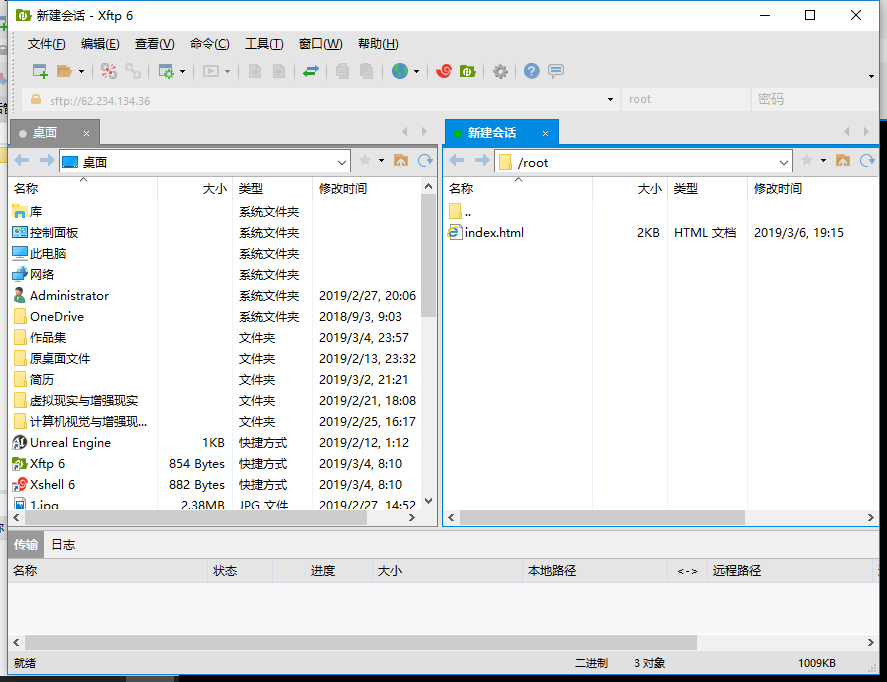 新建会话 - Xftp 6
文件(F) 编辑(E) 查看(V) 命令(C) 工具(T) 窗口(W) 帮助(H)
sftp://62.234.134.36 root 密码
桌面 × 新建会话 ×
桌面 /root
名称 大小 类型 修改时间 名称 大小 类型 修改时间
库 系统文件夹 ..
控制面板 系统文件夹 index.html 2KB HTML 文档 2019/3/6, 19:15
此电脑 系统文件夹
网络 系统文件夹
Administrator 系统文件夹 2019/2/27, 20:06
OneDrive 系统文件夹 2018/9/3, 9:03
作品集 文件夹 2019/3/4, 23:57
原桌面文件 文件夹 2019/2/13, 23:32
简历 文件夹 2019/3/2, 21:21
虚拟现实与增强现实 文件夹 2019/2/21, 18:08
计算机视觉与增强现... 文件夹 2019/2/25, 16:17
Unreal Engine 1KB 快捷方式 2019/2/12, 1:12
Xftp 6 854 Bytes 快捷方式 2019/3/4, 8:10
Xshell 6 882 Bytes 快捷方式 2019/3/4, 8:10
1.jpg 2.38MB JPG 文件 2019/2/27, 14:52
传输 日志
名称 状态 进度 大小 本地路径 <-> 远程路径
就绪 二进制 3 对象 1009KB